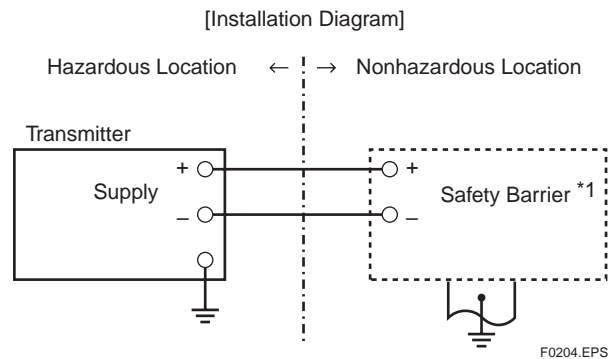 [Installation Diagram]
Hazardous Location ← → Nonhazardous Location
Transmitter
Supply
+
–
+
–
Safety Barrier *1
F0204.EPS